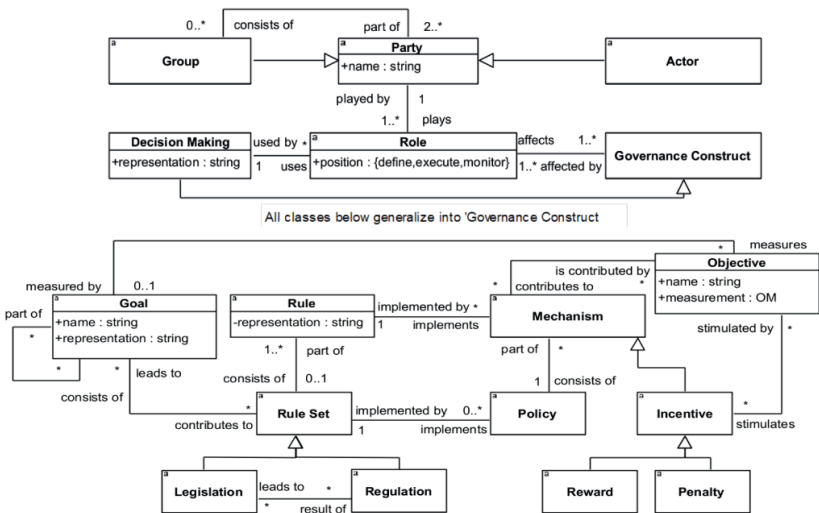 0..*
consists of
part of
2..*
a
Group
a
Party
+name : string
a
Actor
played by
1
1..*
plays
Decision Making
+representation : string
used by
*
1
uses
a
Role
+position : {define,execute,monitor}
affects
1..*
1..*
affected by
a
Governance Construct
All classes below generalize into 'Governance Construct
*
measures
measured by
0..1
is contributed by
*
contributes to
*
Objective
+name : string
+measurement : OM
part of
*
*
a
Goal
+name : string
+representation : string
Rule
-representation : string
implemented by
*
1
implements
a
Mechanism
stimulated by
*
*
leads to
consists of
1..*
part of
consists of
0..1
part of
*
1
consists of
*
contributes to
a
Rule Set
implemented by
0..*
1
implements
a
Policy
a
Incentive
*
stimulates
a
Legislation
leads to
*
*
result of
a
Regulation
a
Reward
a
Penalty